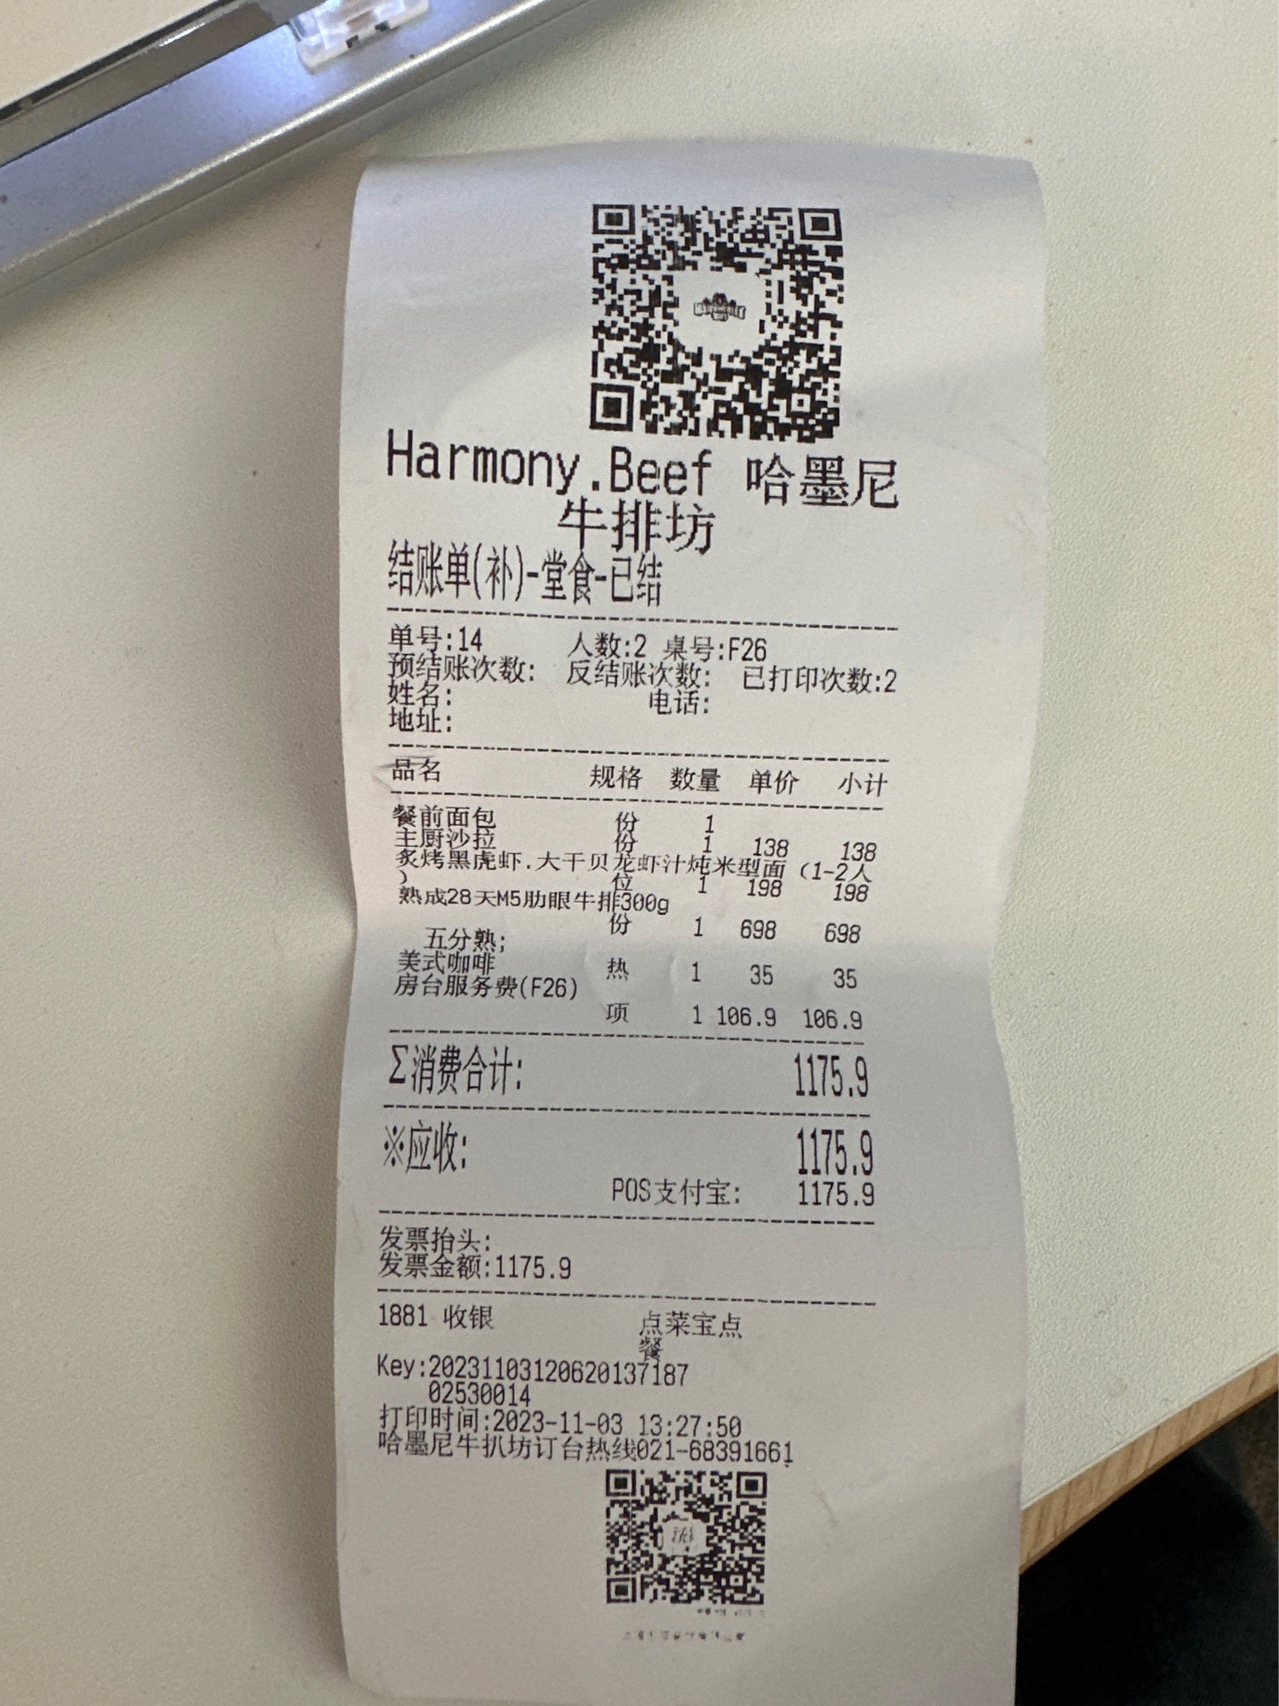 Harmony.Beef 哈墨尼
牛排坊
结账单(补)-堂食-已结
单号:14 人数:2 桌号:F26
预结账次数: 反结账次数: 已打印次数:2
姓名: 电话:
地址:
品名 规格 数量 单价 小计
餐前面包 份 1
主厨沙拉 份 1 138 138
炙烤黑虎虾.大干贝龙虾汁炖米型面 (1-2人
) 位 1 198 198
熟成28天M5肋眼牛排300g
份 1 698 698
五分熟;
美式咖啡 热 1 35 35
房台服务费(F26)
项 1 106.9 106.9
Σ消费合计: 1175.9
※应收: 1175.9
POS支付宝: 1175.9
发票抬头:
发票金额:1175.9
1881 收银 点菜宝点
餐
Key:20231103120620137187
02530014
打印时间:2023-11-03 13:27:50
哈墨尼牛扒坊订台热线021-68391661